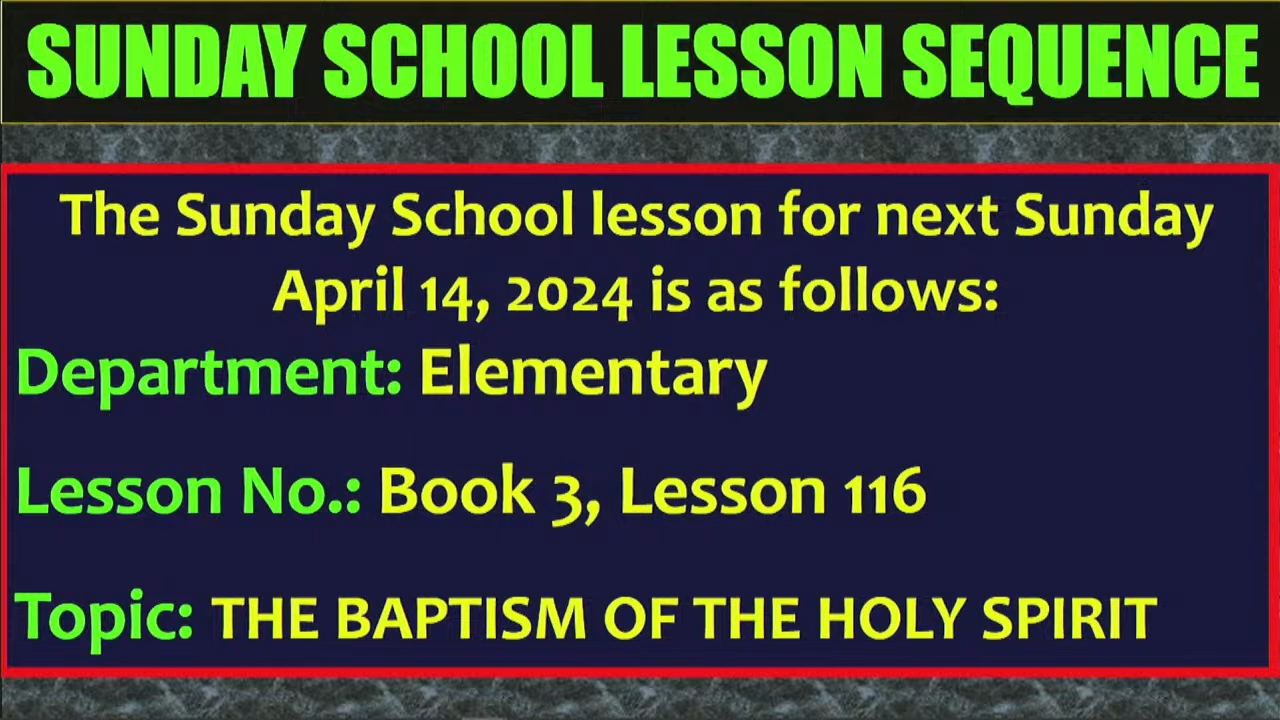 SUNDAY SCHOOL LESSON SEQUENCE
The Sunday School lesson for next Sunday
April 14, 2024 is as follows:
Department: Elementary
Lesson No.: Book 3, Lesson 116
Topic: THE BAPTISM OF THE HOLY SPIRIT